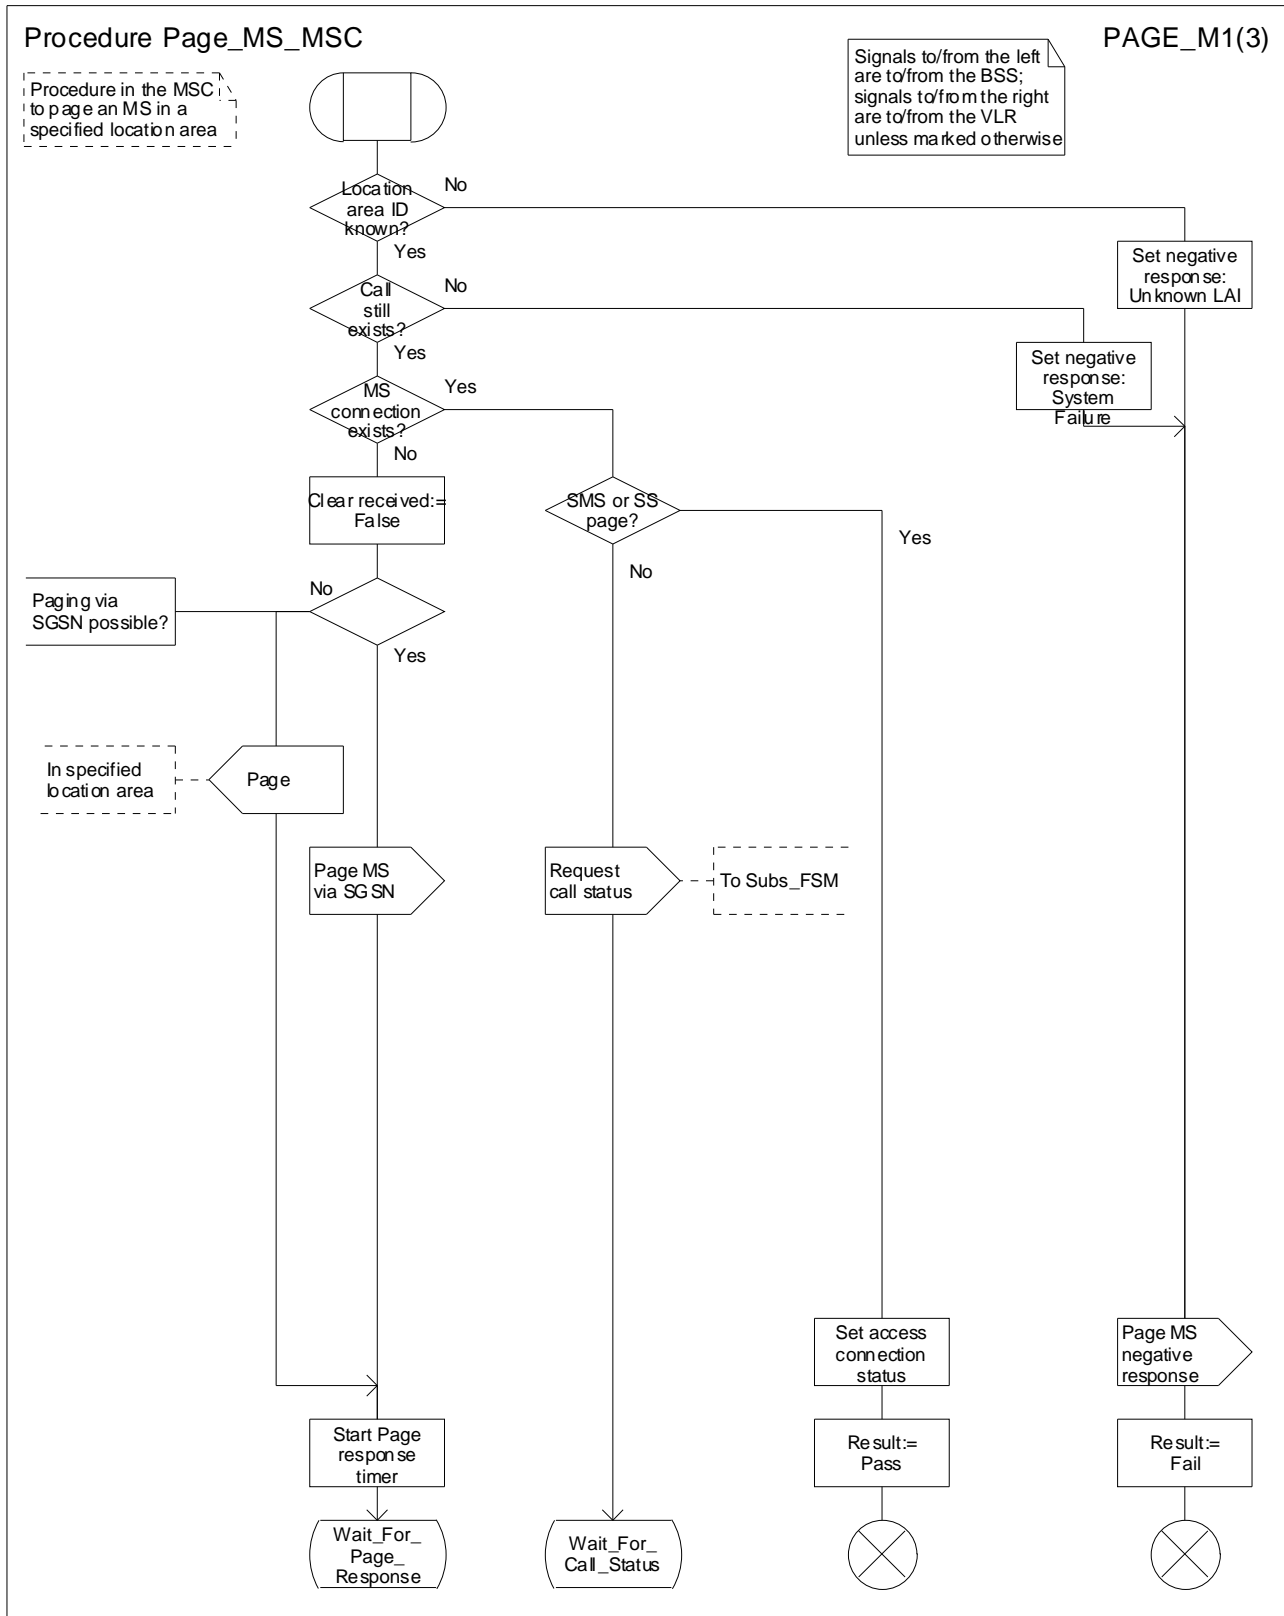 Procedure Page_MS_MSC
PAGE_M1(3)
Procedure in the MSC
to page an MS in a
specified location area
Signals to/from the left
are to/from the BSS;
signals to/from the right
are to/from the VLR
unless marked otherwise
Location
area ID
known?
No
Yes
Set negative
response:
Unknown LAI
Call
still
exists?
No
Yes
Set negative
response:
System
Failure
MS
connection
exists?
Yes
No
Clear received:=
False
SMS or SS
page?
Yes
No
Paging via
SGSN possible?
No
Yes
In specified
location area
Page
Page MS
via SGSN
Request
call status
To Subs_FSM
Set access
connection
status
Page MS
negative
response
Start Page
response
timer
Result:=
Pass
Result:=
Fail
Wait_For_
Page_
Response
Wait_For_
Call_Status